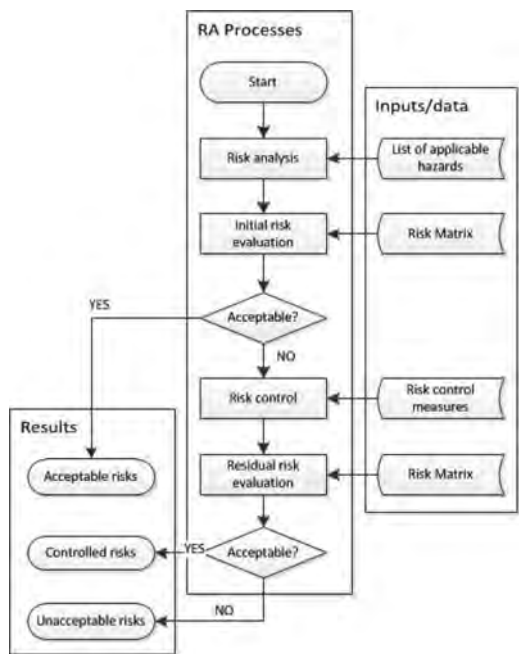 RA Processes
Start
Inputs/data
Risk analysis
List of applicable
hazards
Initial risk
evaluation
Risk Matrix
YES
Acceptable?
NO
Risk control
Risk control
measures
Results
Residual risk
evaluation
Risk Matrix
Acceptable risks
Acceptable?
YES
Controlled risks
NO
Unacceptable risks